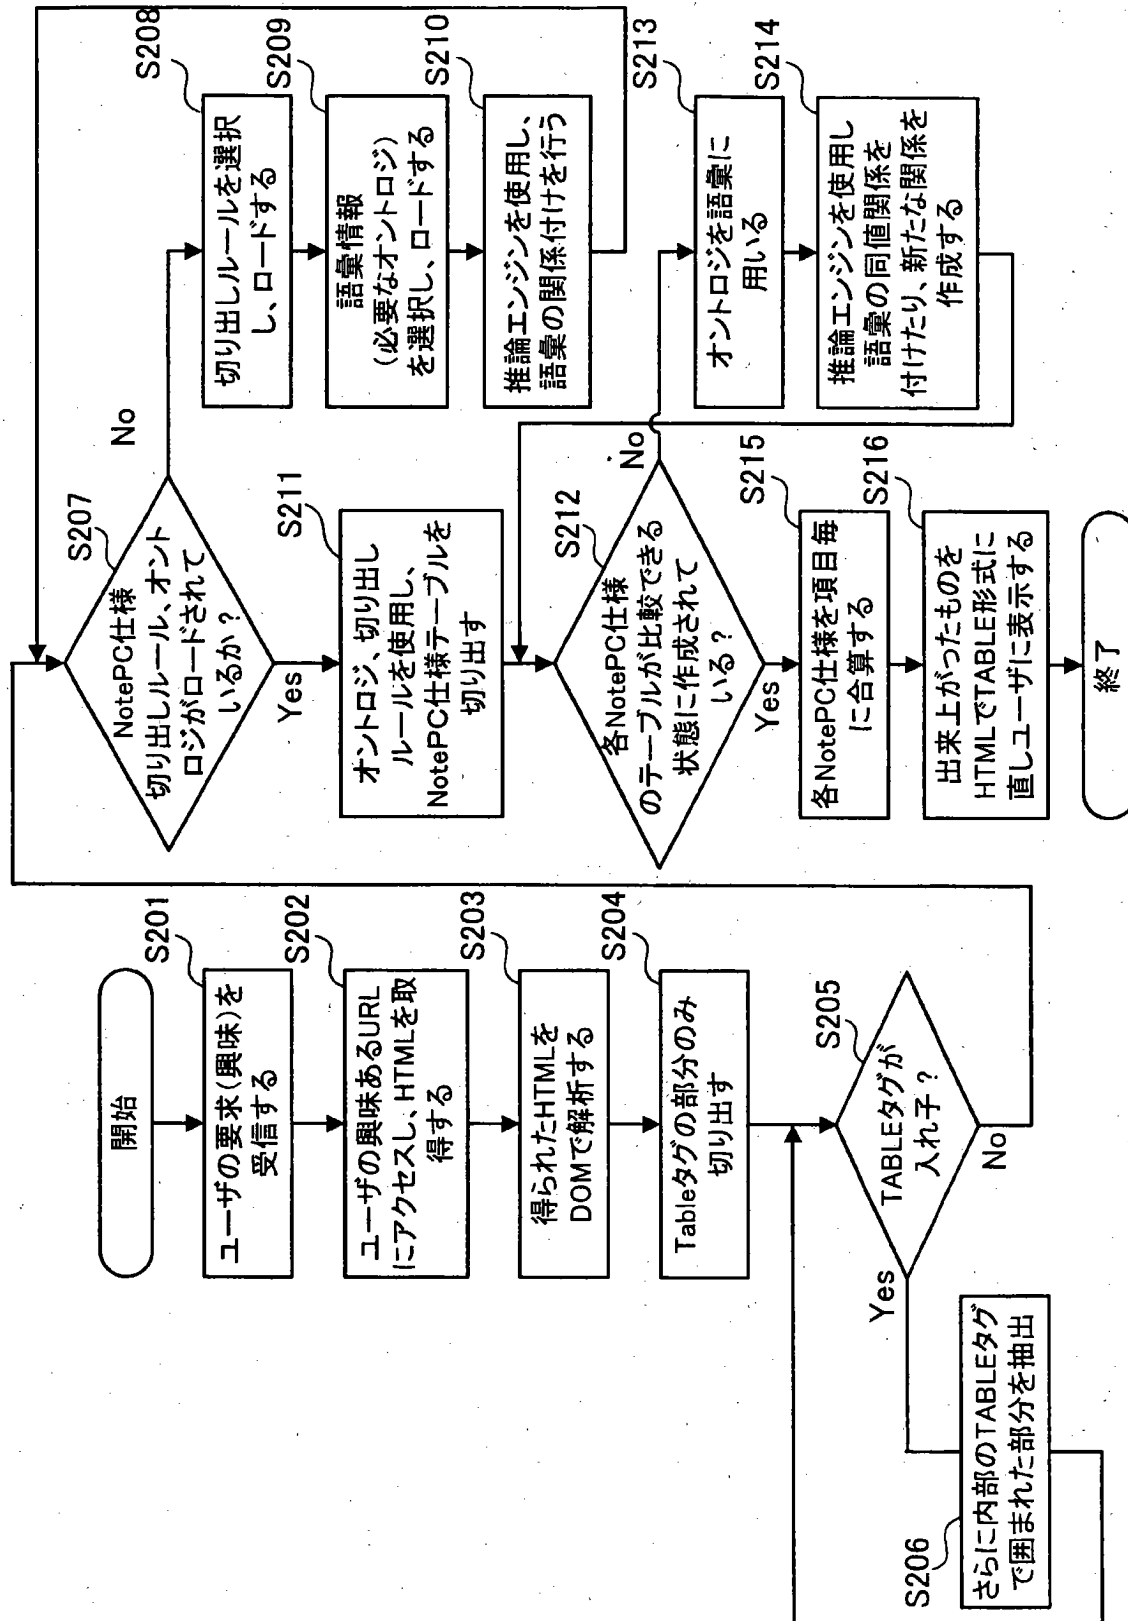 開始
S201
ユーザの要求(興味)を
受信する
S202
ユーザの興味あるURL
にアクセスし、HTMLを取
得する
S203
得られたHTMLを
DOMで解析する
S204
Tableタグの部分のみ
切り出す
S205
TABLEタグが
入れ子？
Yes
No
S206
さらに内部のTABLEタグ
で囲まれた部分を抽出
S207
NotePC仕様
切り出しルール、オント
ロジがロードされて
いるか？
No
Yes
S208
切り出しルールを選択
し、ロードする
S209
語彙情報
(必要なオントロジ)
を選択し、ロードする
S210
推論エンジンを使用し、
語彙の関係付けを行う
S211
オントロジ、切り出し
ルールを使用し、
NotePC仕様テーブルを
切り出す
S212
各NotePC仕様
のテーブルが比較できる
状態に作成されて
いる？
No
Yes
S213
オントロジを語彙に
用いる
S214
推論エンジンを使用し
語彙の同値関係を
付けたり、新たな関係を
作成する
S215
各NotePC仕様を項目毎
に合算する
S216
出来上がったものを
HTMLでTABLE形式に
直しユーザに表示する
終了